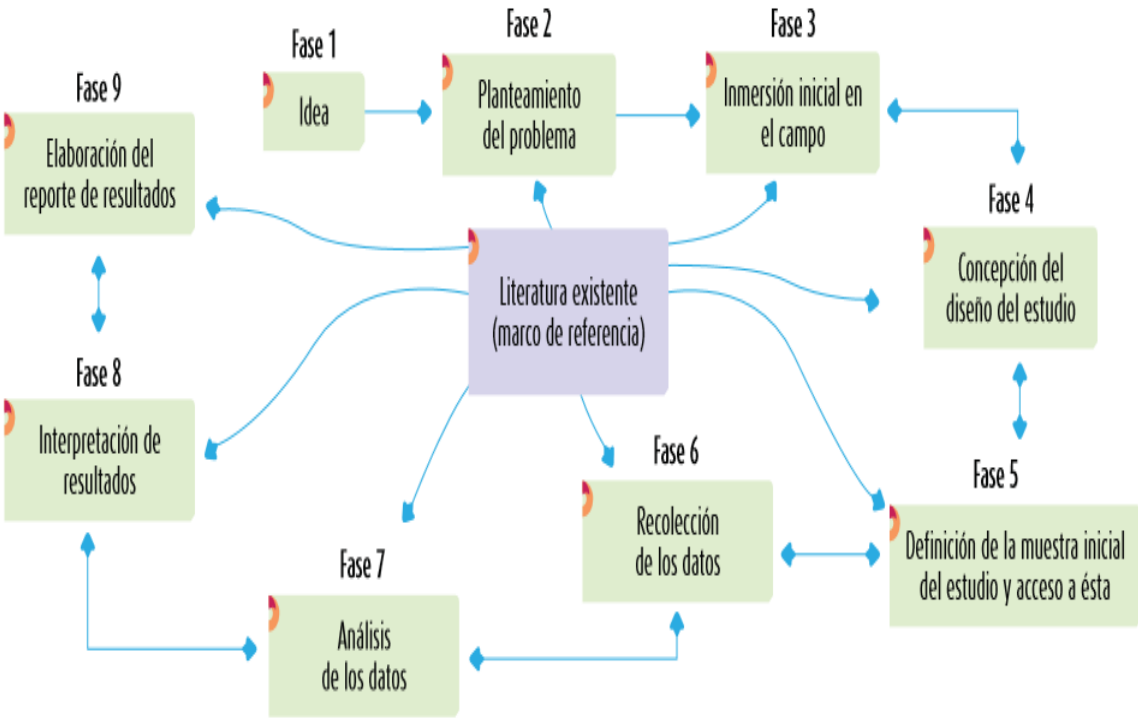 Fase 1
Idea
Fase 2
Planteamiento
del problema
Fase 3
Inmersión inicial en
el campo
Fase 4
Concepción del
diseño del estudio
Fase 5
Definición de la muestra inicial
del estudio y acceso a ésta
Fase 6
Recolección
de los datos
Fase 7
Análisis
de los datos
Fase 8
Interpretación de
resultados
Fase 9
Elaboración del
reporte de resultados
Literatura existente
(marco de referencia)